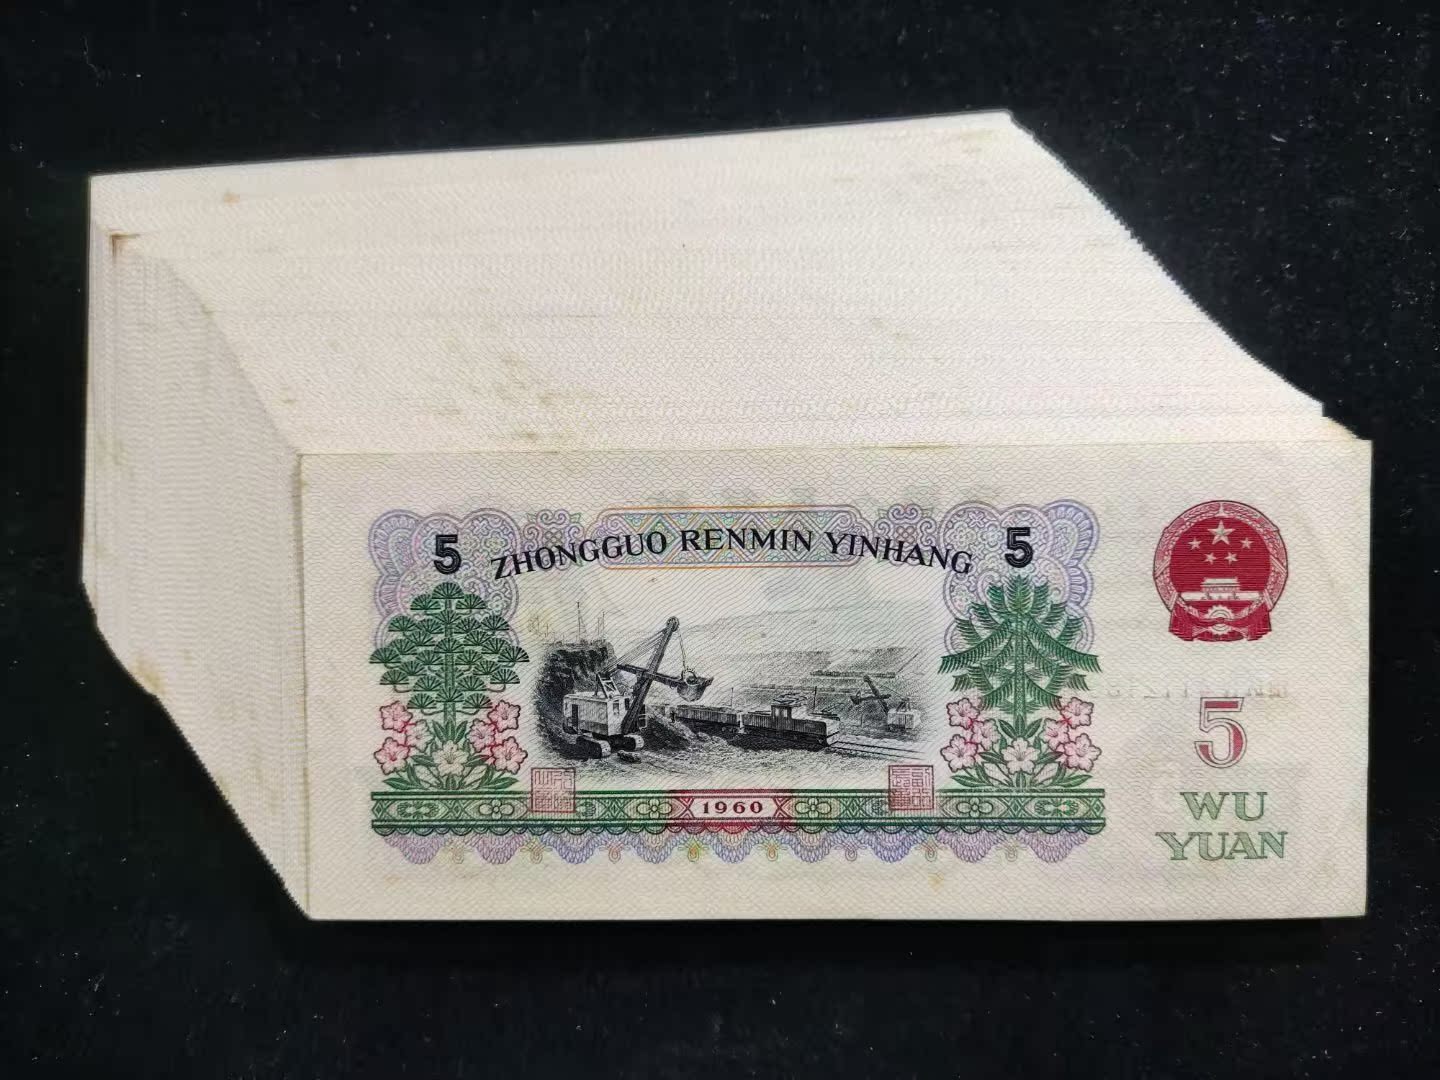 5 ZHONGGUO RENMIN YINHANG 5
1960
5
WU
YUAN